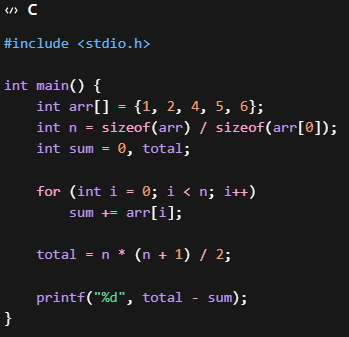 </> C
#include <stdio.h>
int main() {
    int arr[] = {1, 2, 4, 5, 6};
    int n = sizeof(arr) / sizeof(arr[0]);
    int sum = 0, total;
    for (int i = 0; i < n; i++)
        sum += arr[i];
    total = n * (n + 1) / 2;
    printf("%d", total - sum);
}